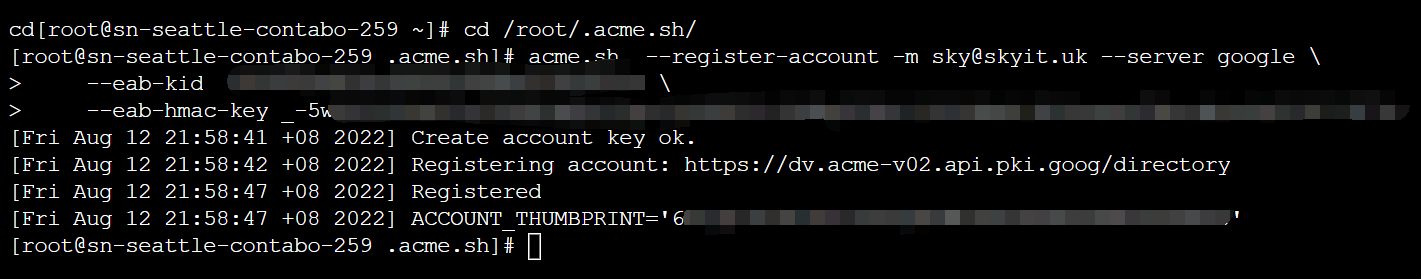 cd[root@sn-seattle-contabo-259 ~]# cd /root/.acme.sh/
[root@sn-seattle-contabo-259 .acme.sh]# acme.sh --register-account -m sky@skyit.uk --server google \
> --eab-kid \
> --eab-hmac-key _-5w
[Fri Aug 12 21:58:41 +08 2022] Create account key ok.
[Fri Aug 12 21:58:42 +08 2022] Registering account: https://dv.acme-v02.api.pki.goog/directory
[Fri Aug 12 21:58:47 +08 2022] Registered
[Fri Aug 12 21:58:47 +08 2022] ACCOUNT_THUMBPRINT='6'
[root@sn-seattle-contabo-259 .acme.sh]#